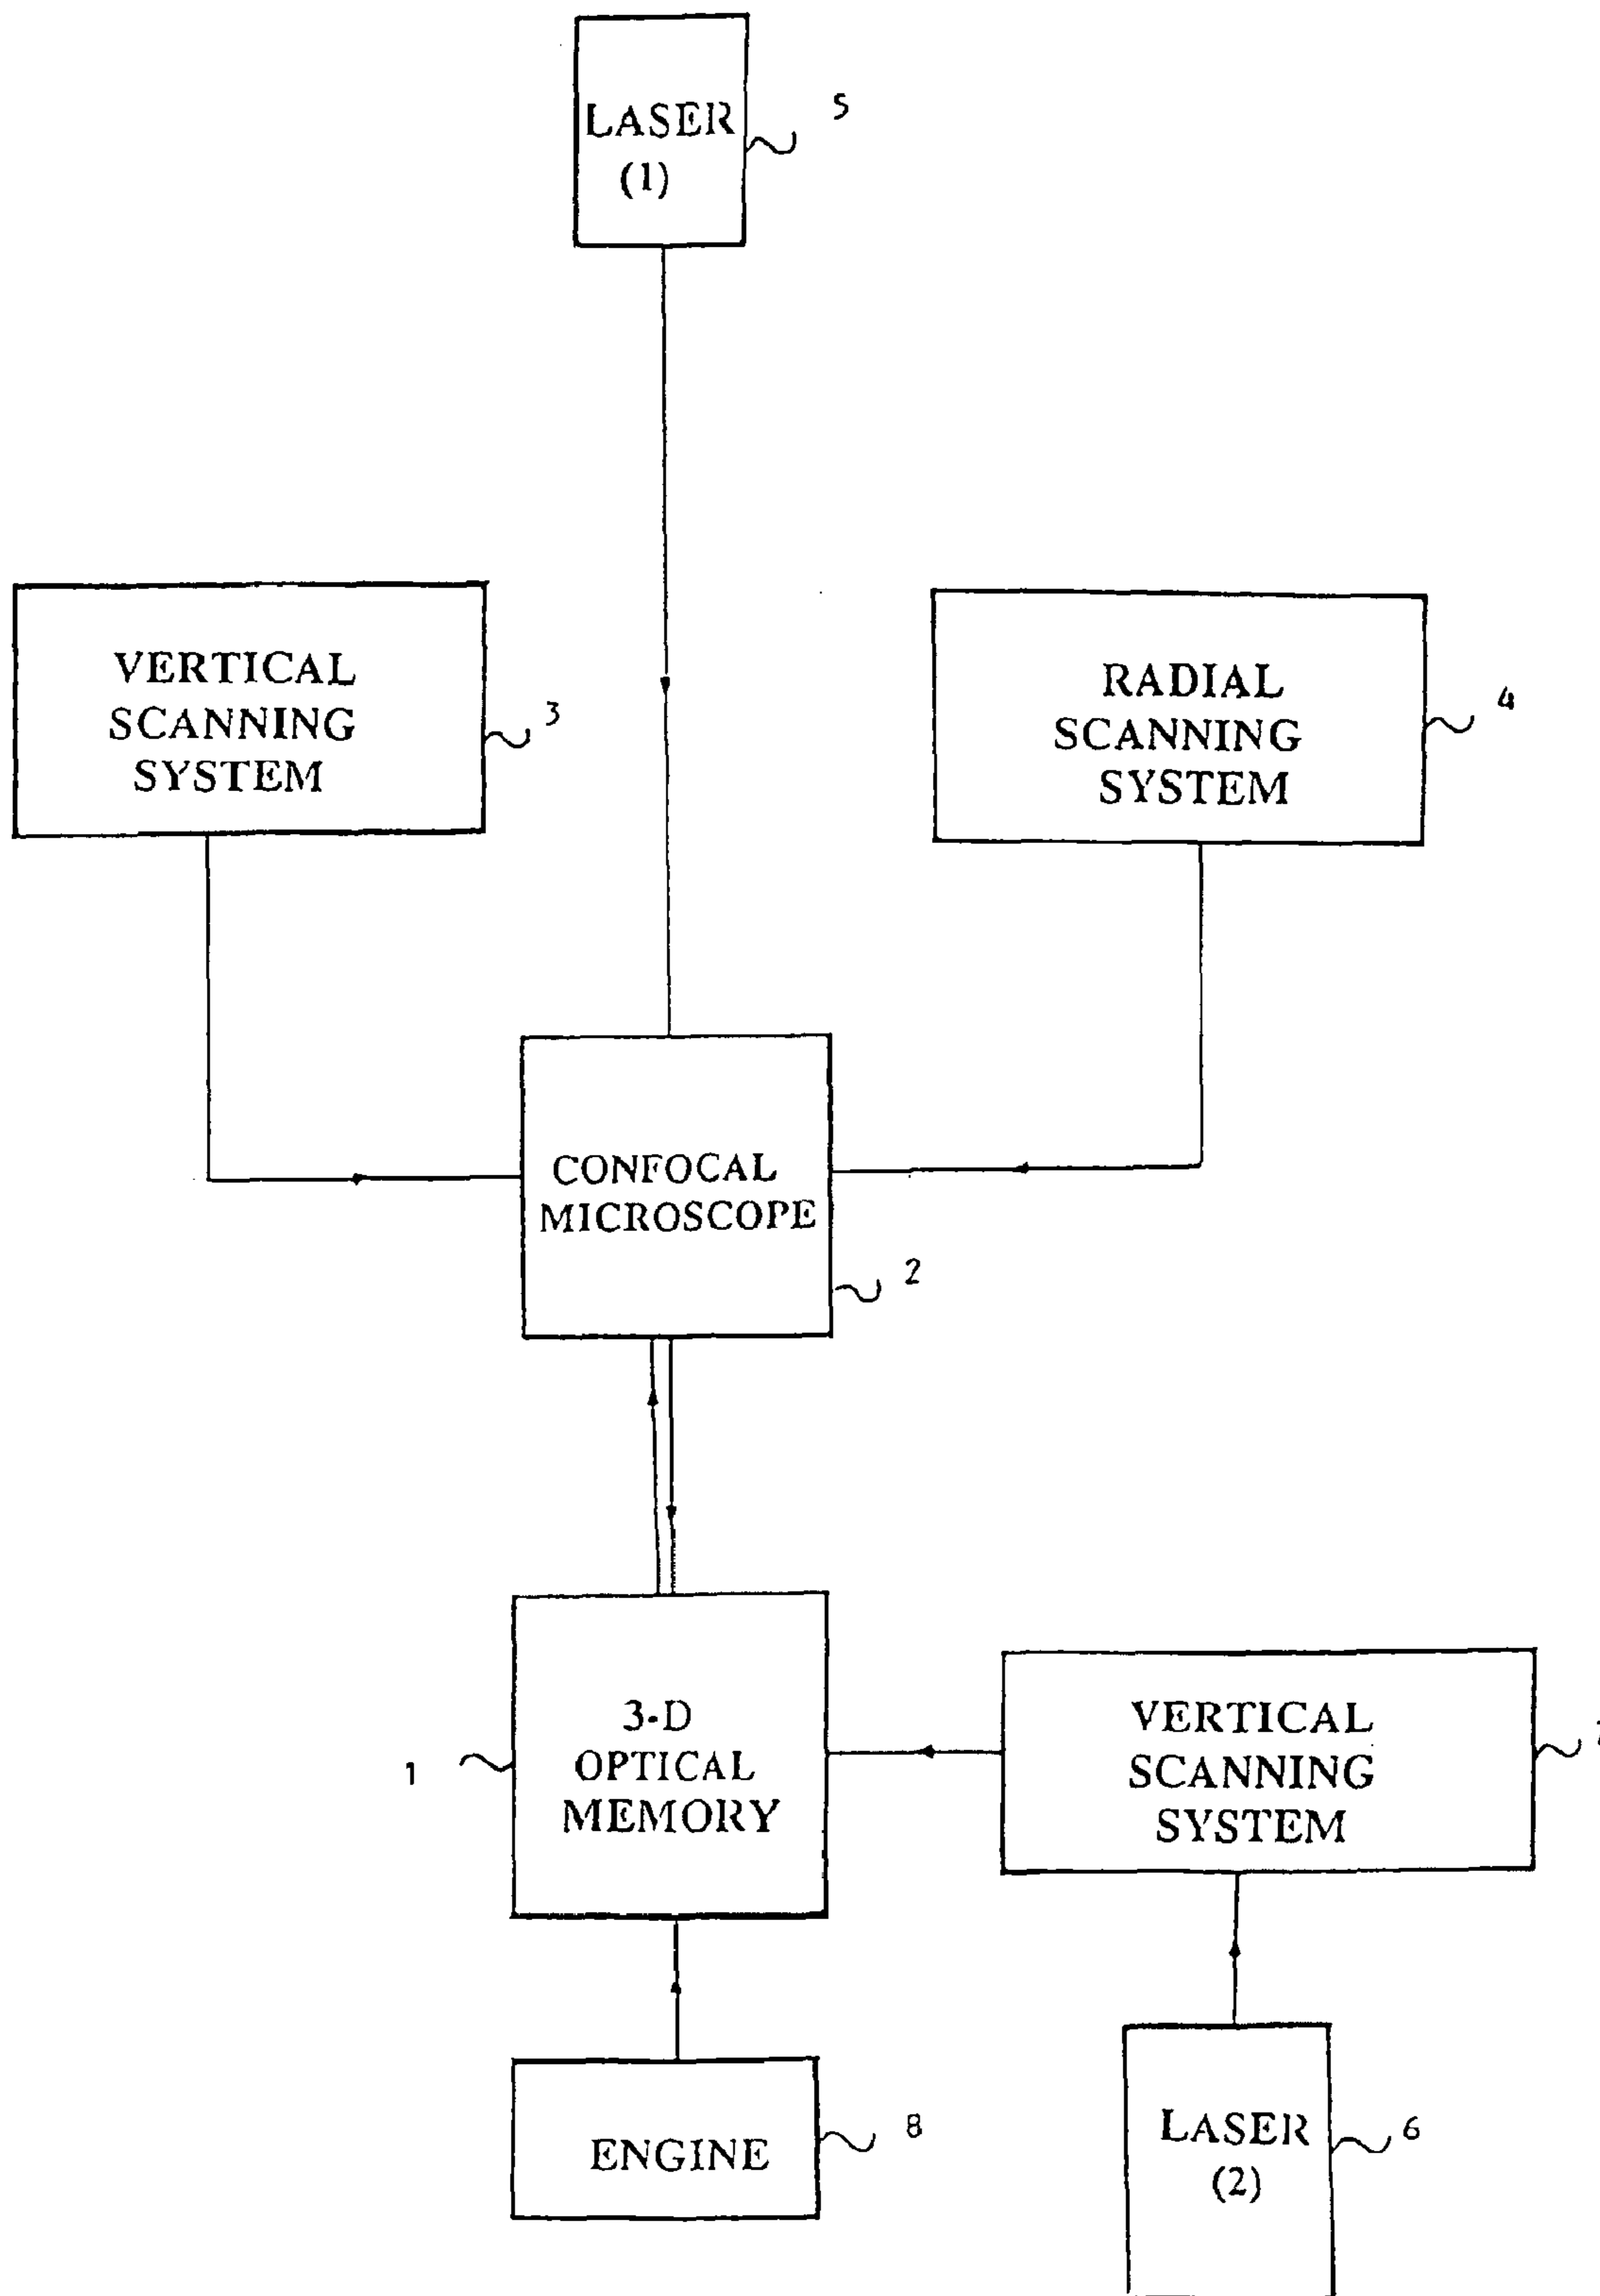 LASER
(1)
5
VERTICAL
SCANNING
SYSTEM
3
RADIAL
SCANNING
SYSTEM
4
CONFOCAL
MICROSCOPE
2
3-D
OPTICAL
MEMORY
1
VERTICAL
SCANNING
SYSTEM
ENGINE
8
LASER
(2)
6